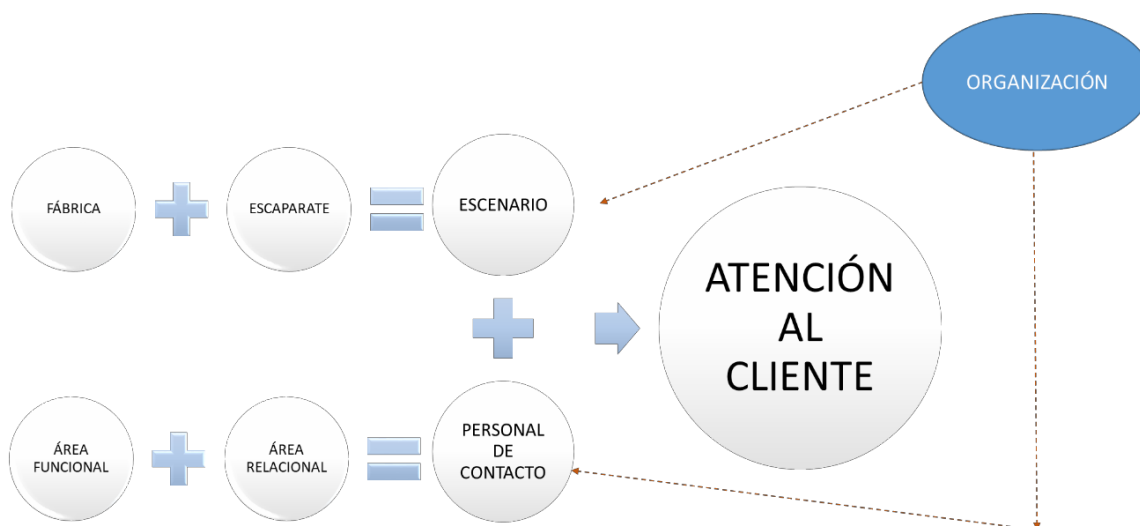 ORGANIZACIÓN
FÁBRICA
ESCAPARATE
ESCENARIO
ATENCIÓN
AL
CLIENTE
ÁREA
FUNCIONAL
ÁREA
RELACIONAL
PERSONAL
DE
CONTACTO